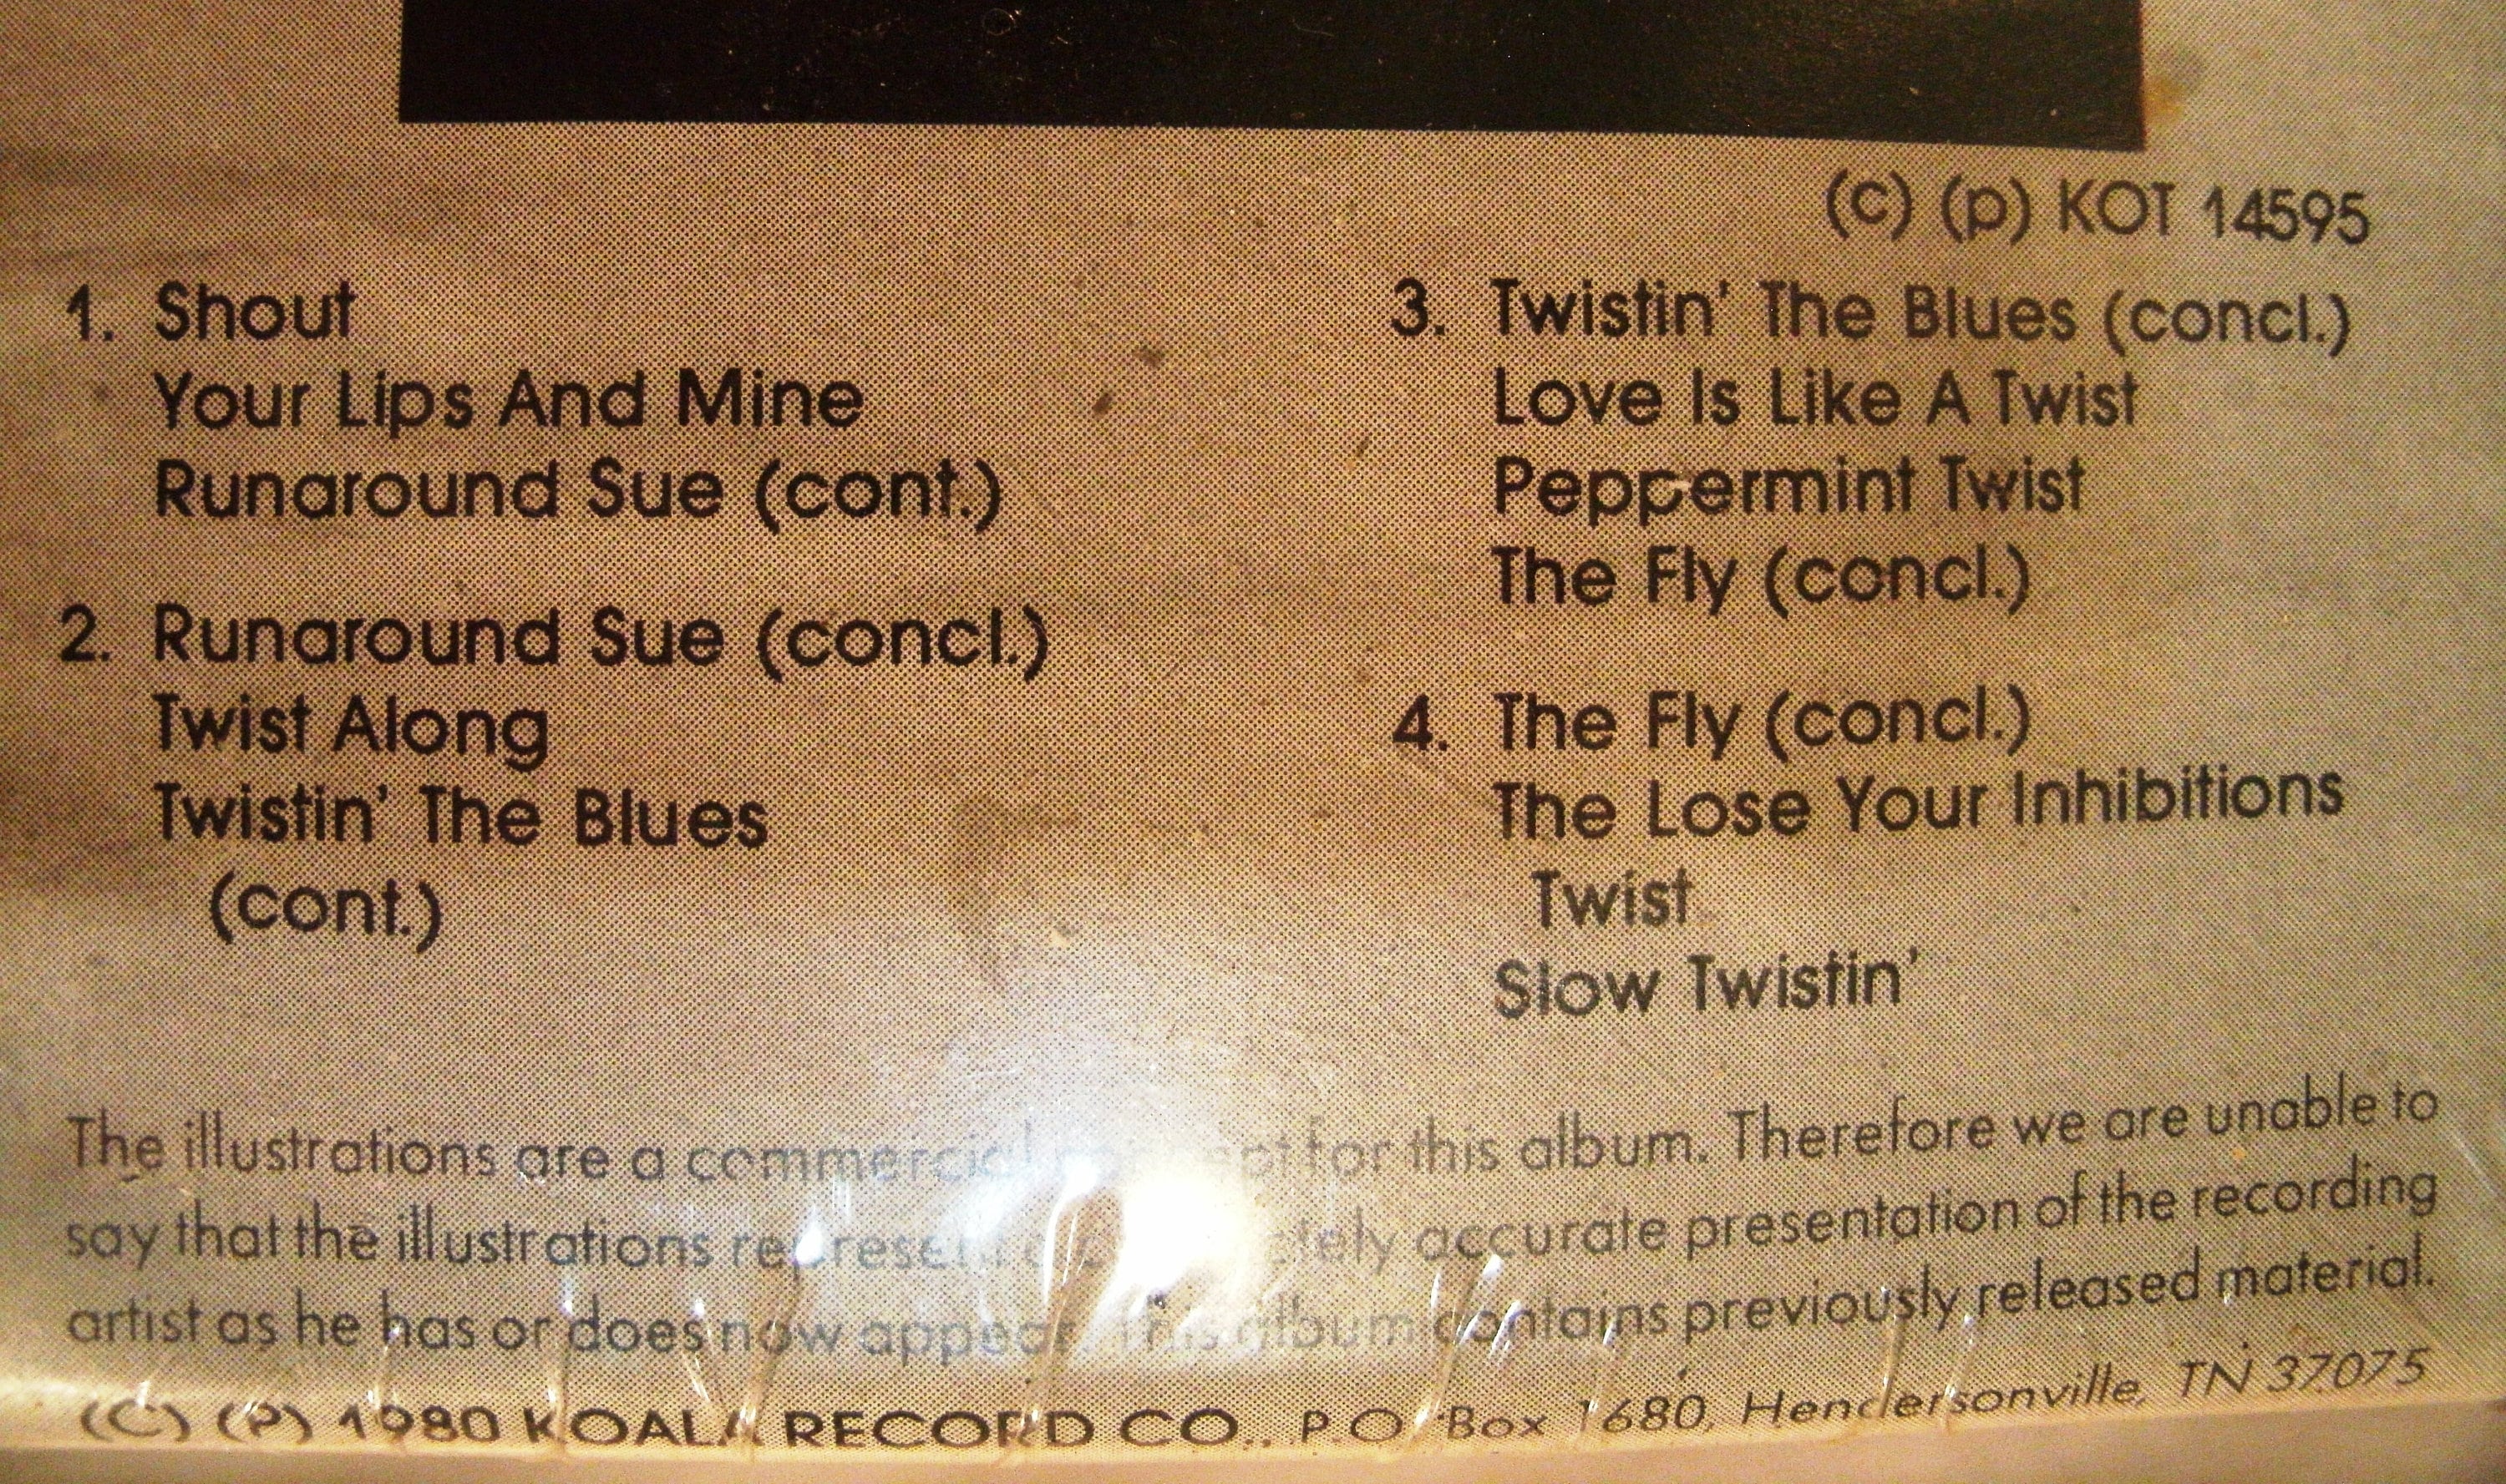 (c) (p) KOT 14595
1. Shout
Your Lips And Mine
Runaround Sue (cont.)
2. Runaround Sue (concl.)
Twist Along
Twistin' The Blues
(cont.)
3. Twistin' The Blues (concl.)
Love Is Like A Twist
Peppermint Twist
The Fly (concl.)
4. The Fly (concl.)
The Lose Your Inhibitions
Twist
Slow Twistin'
The illustrations are a commercial for this album. Therefore we are unable to
say that the illustrations represent accurate presentation of the recording
artist as he has or does now appear. This album contains previously released material.
(C) (P) 1980 KOALA RECORD CO., P.O. Box 1680, Hendersonville, TN 37075